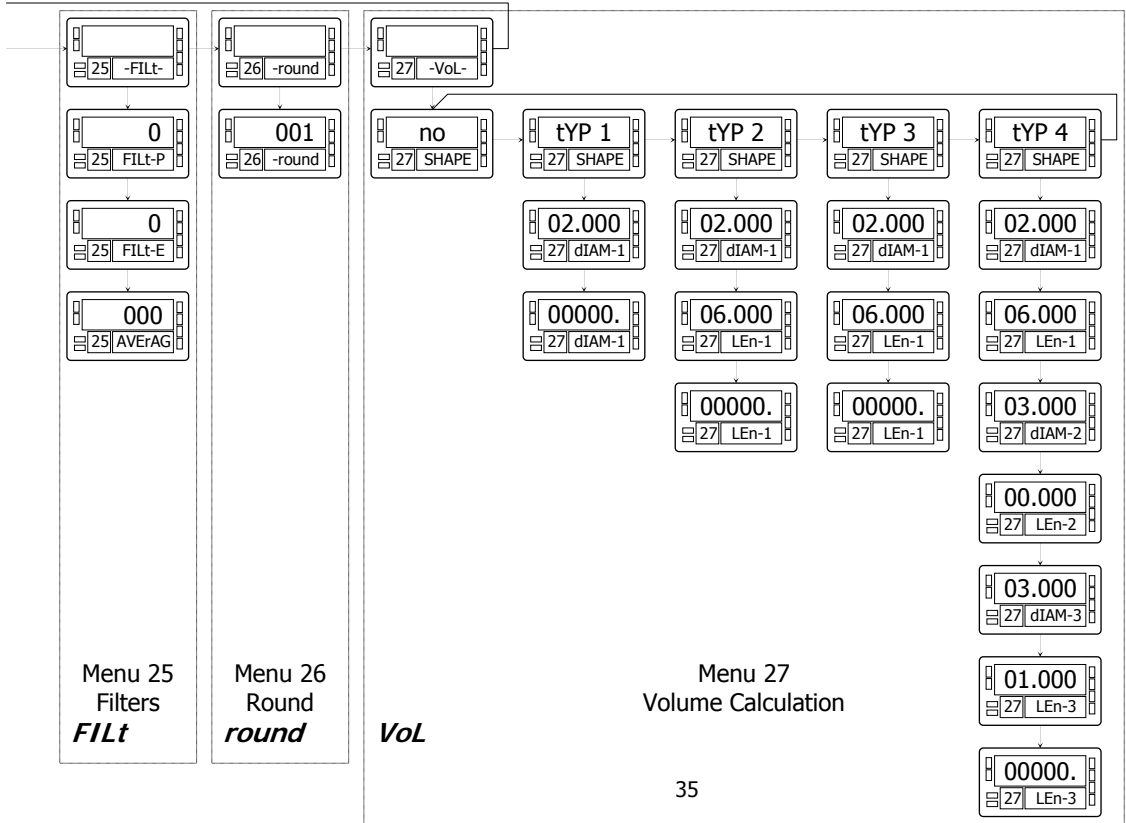 25 -FILt-
26 -round
27 -VoL-
0
25 FILt-P
001
26 -round
no
27 SHAPE
tYP 1
27 SHAPE
tYP 2
27 SHAPE
tYP 3
27 SHAPE
tYP 4
27 SHAPE
0
25 FILt-E
02.000
27 dIAM-1
02.000
27 dIAM-1
02.000
27 dIAM-1
02.000
27 dIAM-1
000
25 AVErAG
00000.
27 dIAM-1
06.000
27 LEn-1
06.000
27 LEn-1
06.000
27 LEn-1
00000.
27 LEn-1
00000.
27 LEn-1
03.000
27 dIAM-2
00.000
27 LEn-2
03.000
27 dIAM-3
01.000
27 LEn-3
00000.
27 LEn-3
Menu 25
Filters
FILt
Menu 26
Round
round
Menu 27
Volume Calculation
VoL
35